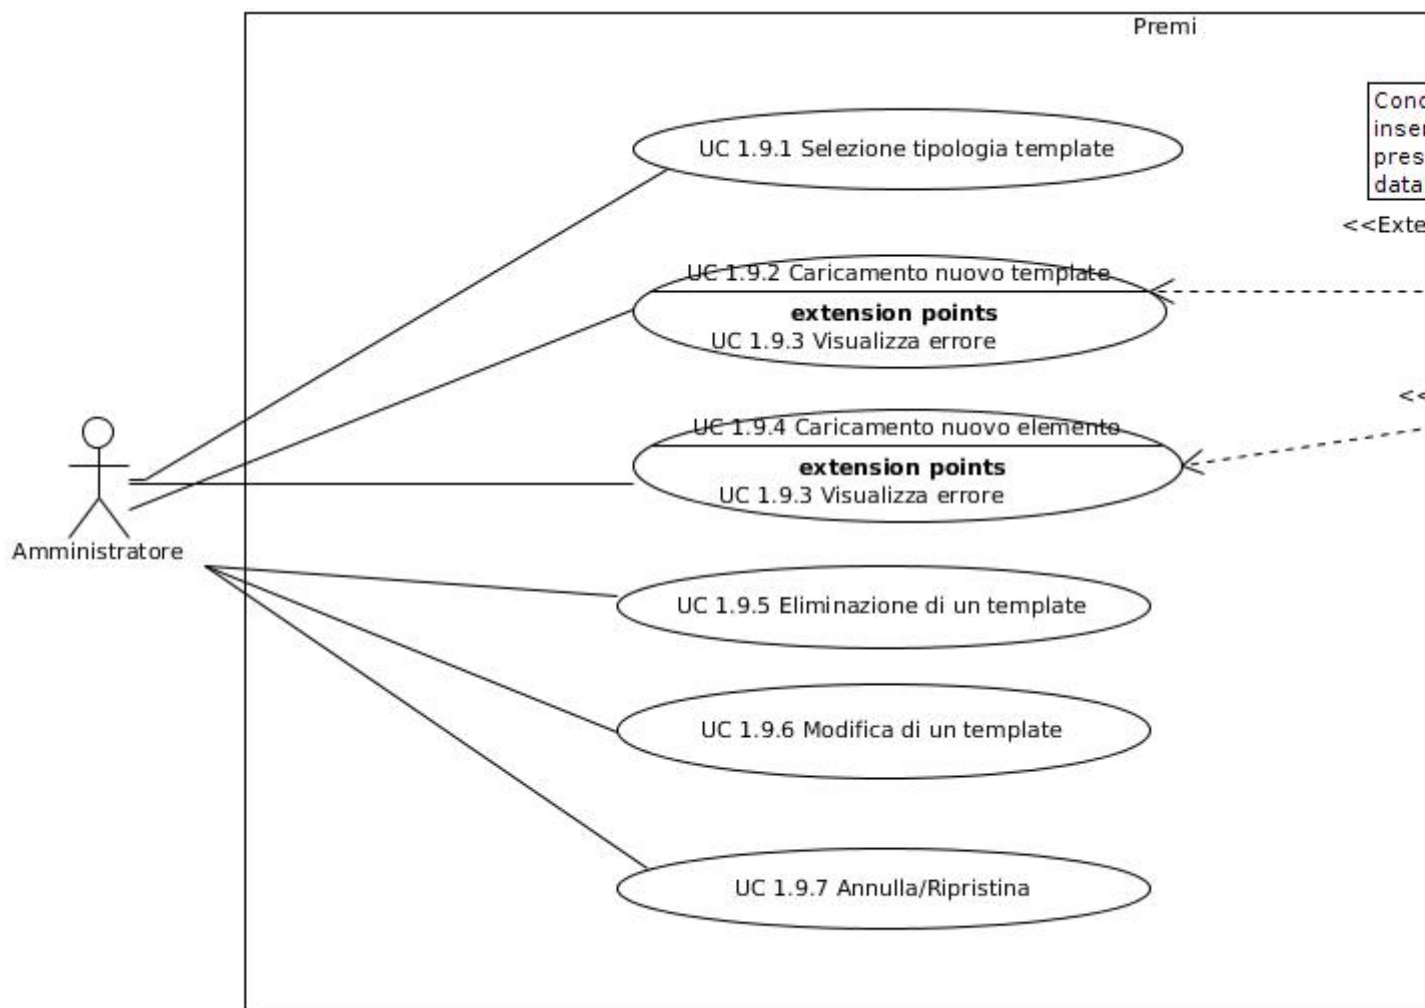 Premi
UC 1.9.1 Selezione tipologia template
<<Exte
UC 1.9.2 Caricamento nuovo template
extension points
UC 1.9.3 Visualizza errore
<<
UC 1.9.4 Caricamento nuovo elemento
extension points
UC 1.9.3 Visualizza errore
Amministratore
UC 1.9.5 Eliminazione di un template
UC 1.9.6 Modifica di un template
UC 1.9.7 Annulla/Ripristina
data